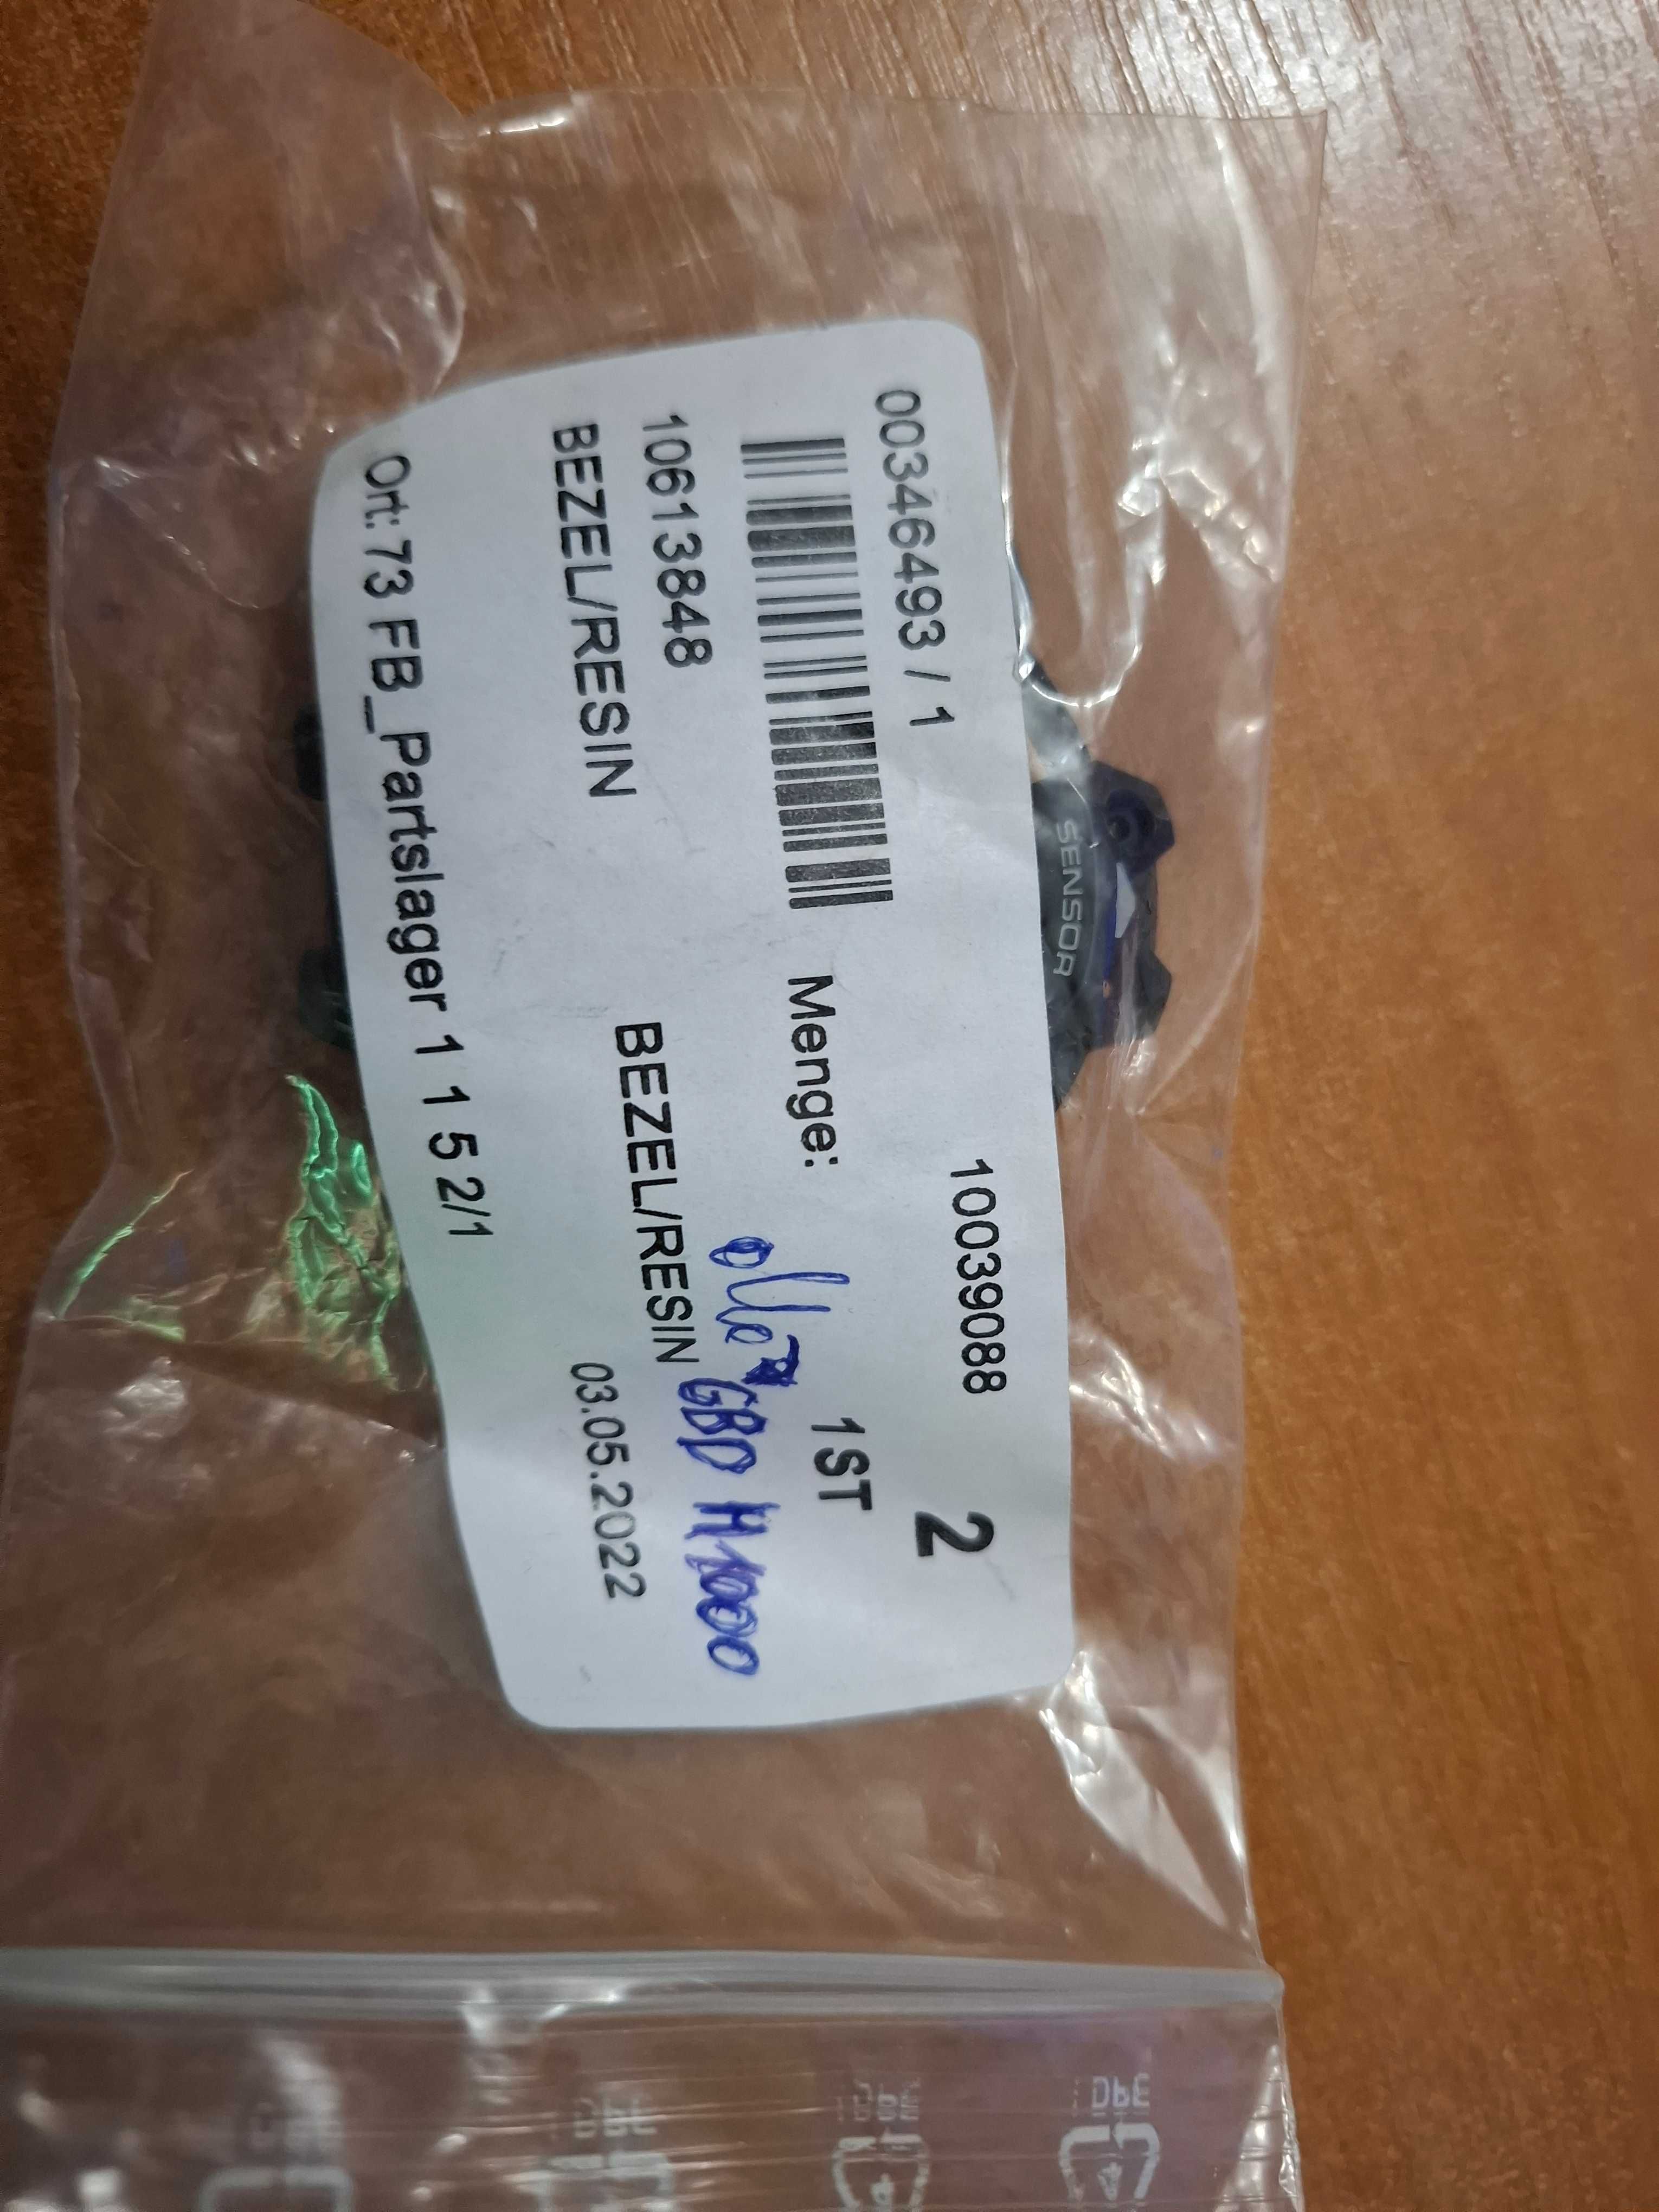 00346493 / 1
10039088
2
Menge:
1ST
10613848
BEZEL/RESIN
BEZEL/RESIN
GBD H1000
03.05.2022
Ort: 73 FB_Partslager 1 1 5 2/1
SENSOR